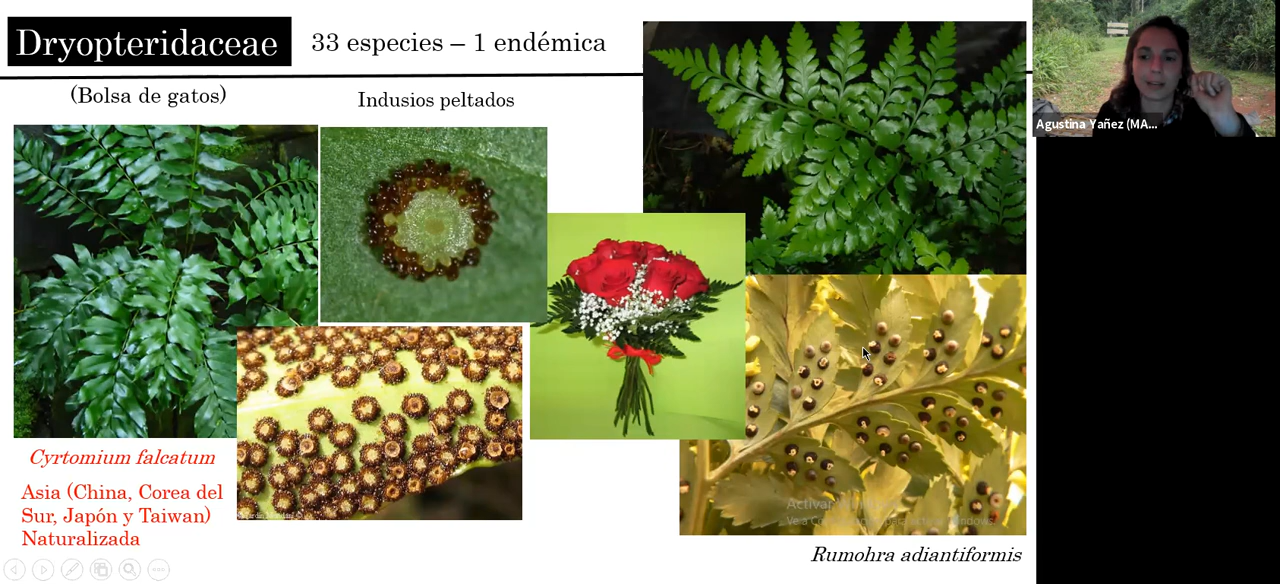 Dryopteridaceae
33 especies – 1 endémica
(Bolsa de gatos)
Indusios peltados
Agustina Yañez (MA...
Cyrtomium falcatum
Asia (China, Corea del
Sur, Japón y Taiwan)
Naturalizada
Rumohra adiantiformis